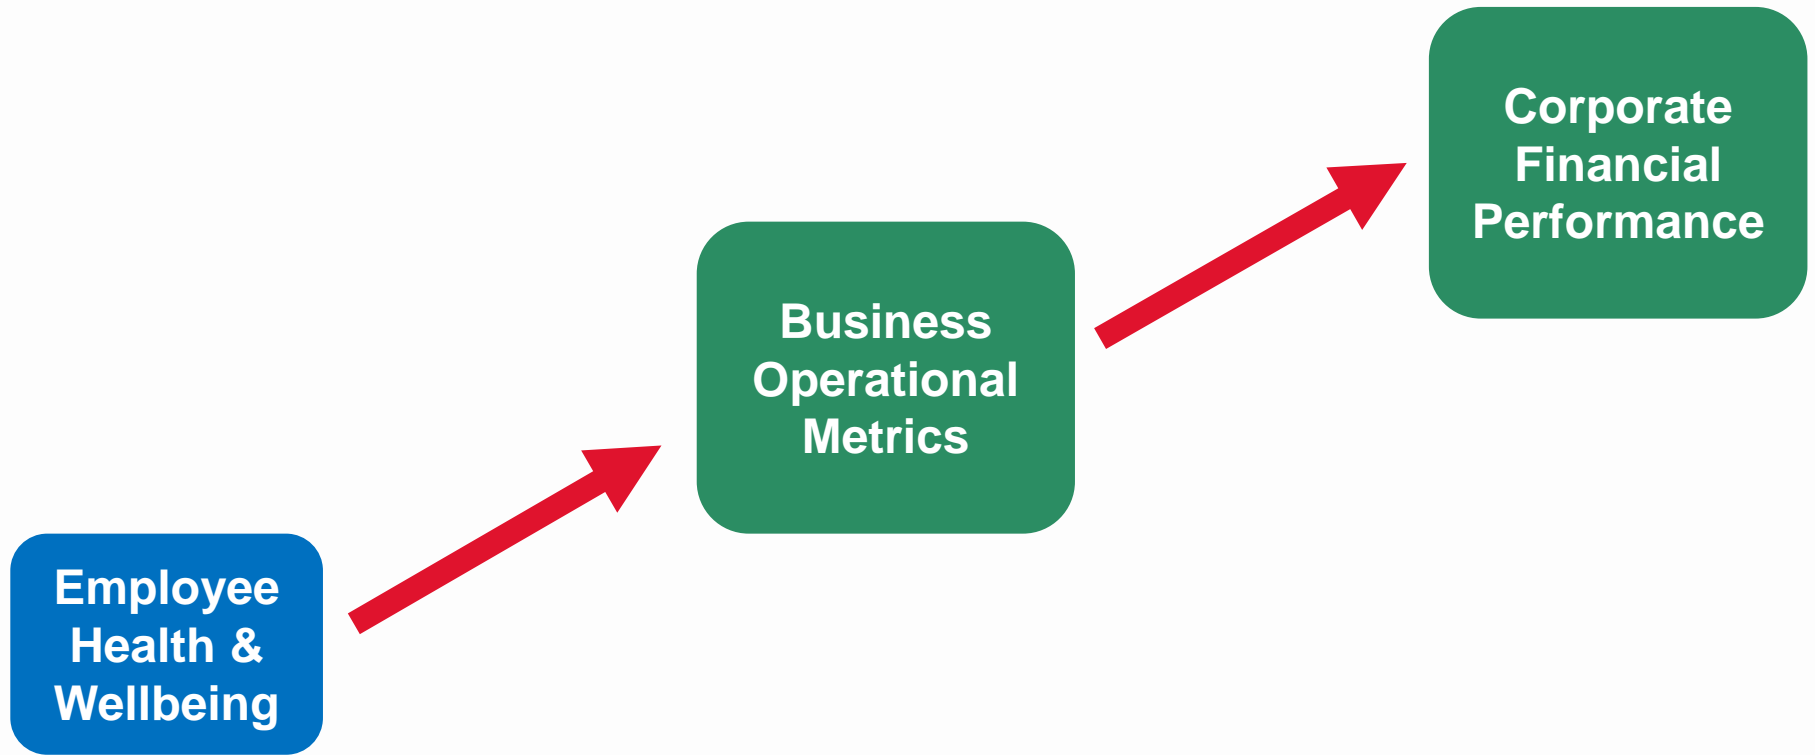 Employee
Health &
Wellbeing
Business
Operational
Metrics
Corporate
Financial
Performance